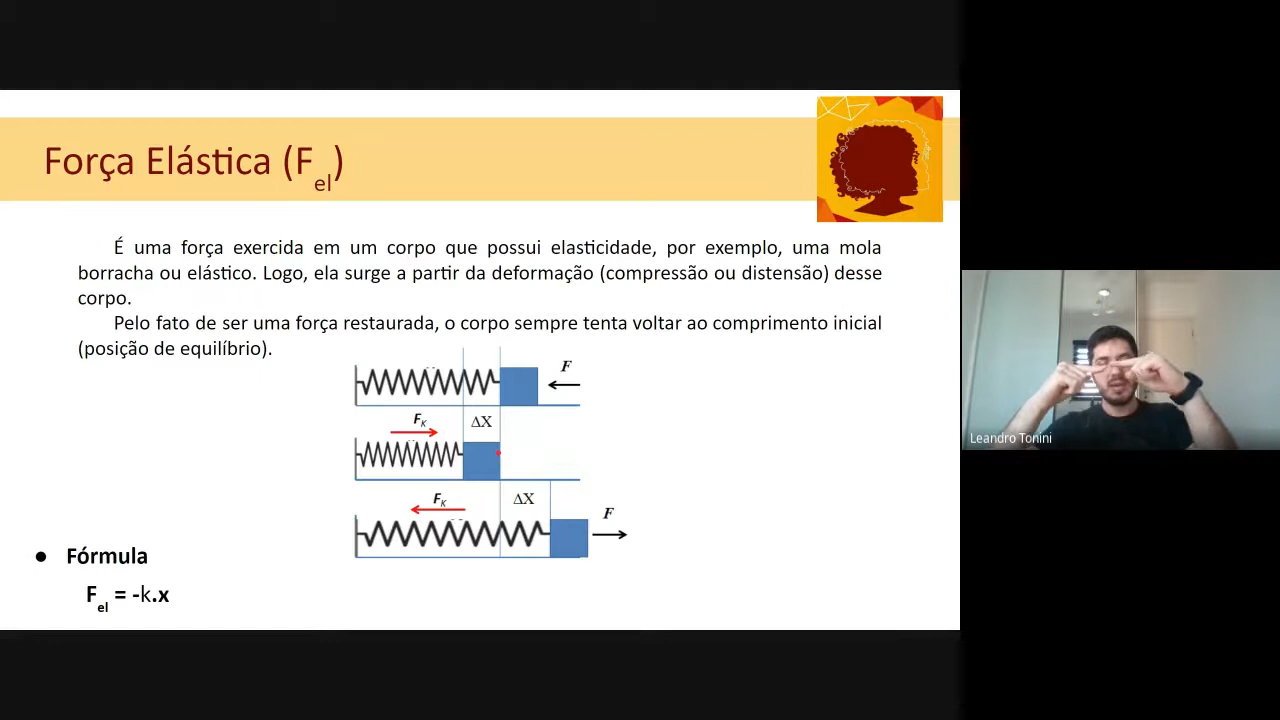 Força Elástica (Fel)
É uma força exercida em um corpo que possui elasticidade, por exemplo, uma mola
borracha ou elástico. Logo, ela surge a partir da deformação (compressão ou distensão) desse
corpo.
Pelo fato de ser uma força restaurada, o corpo sempre tenta voltar ao comprimento inicial
(posição de equilíbrio).
F
FK
ΔX
FK
ΔX
F
● Fórmula
Fel = -k.x
Leandro Tonini